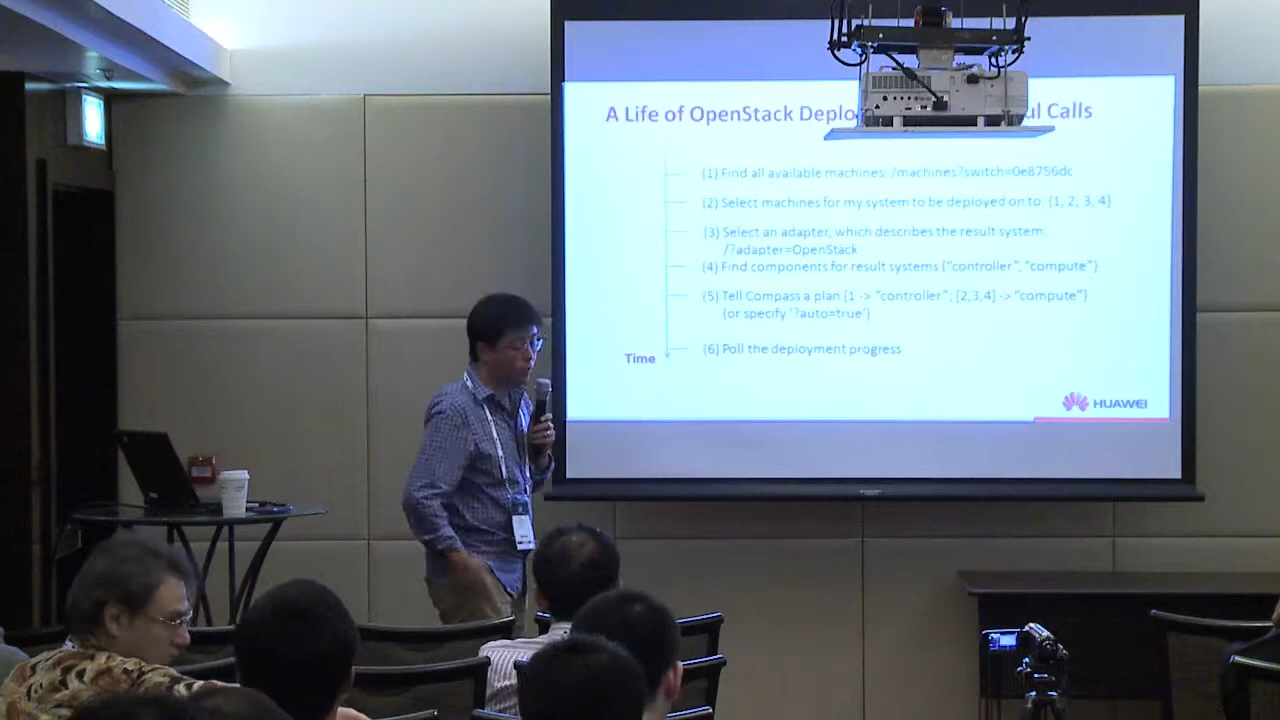 A Life of OpenStack Deplo ul Calls
(1) Find all available machines: /machines?switch=0e8756dc
(2) Select machines for my system to be deployed on to: {1, 2, 3, 4}
(3) Select an adapter, which describes the result system:
/?adapter=OpenStack
(4) Find components for result systems {"controller", "compute"}
(5) Tell Compass a plan {1 -> "controller"; [2,3,4] -> "compute"}
(or specify '?auto=true')
(6) Poll the deployment progress
Time
HUAWEI